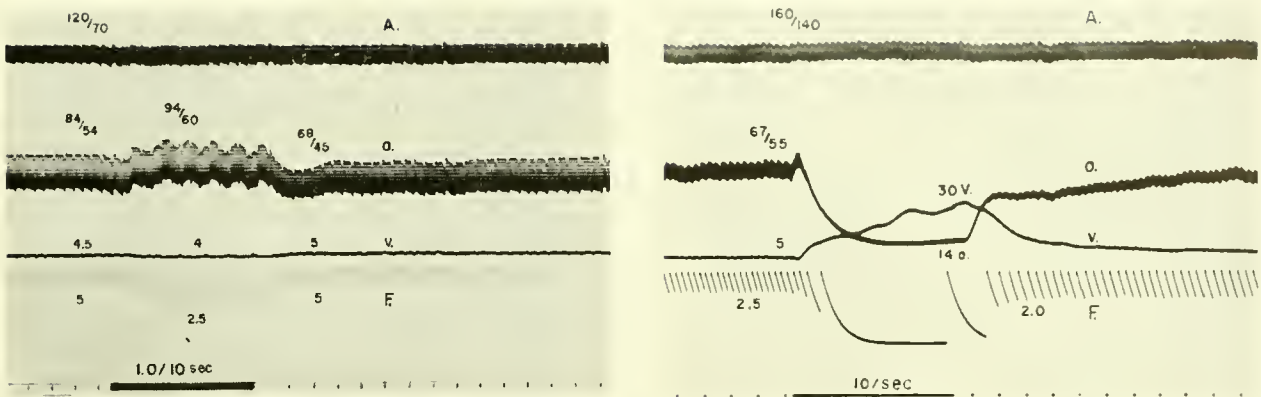 120/70 A.
84/54 94/60 68/45 a.
4.5 4 5 V.
5 5 F.
2.5
1.0/10 sec
160/140 A.
67/55 a.
30 V.
5 V.
14 a.
2.5 2.0 F.
10/sec